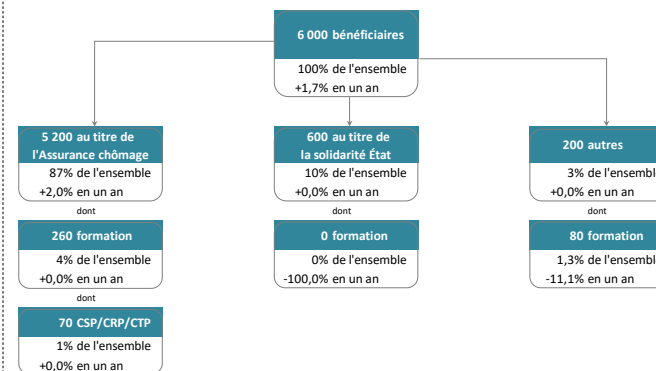 6 000 bénéficiaires
100% de l'ensemble
+1,7% en un an
5 200 au titre de
l'Assurance chômage
87% de l'ensemble
+2,0% en un an
dont
260 formation
4% de l'ensemble
+0,0% en un an
dont
70 CSP/CRP/CTP
1% de l'ensemble
+0,0% en un an
600 au titre de
la solidarité État
10% de l'ensemble
+0,0% en un an
dont
0 formation
0% de l'ensemble
-100,0% en un an
200 autres
3% de l'ensemble
+0,0% en un an
dont
80 formation
1,3% de l'ensemble
-11,1% en un an